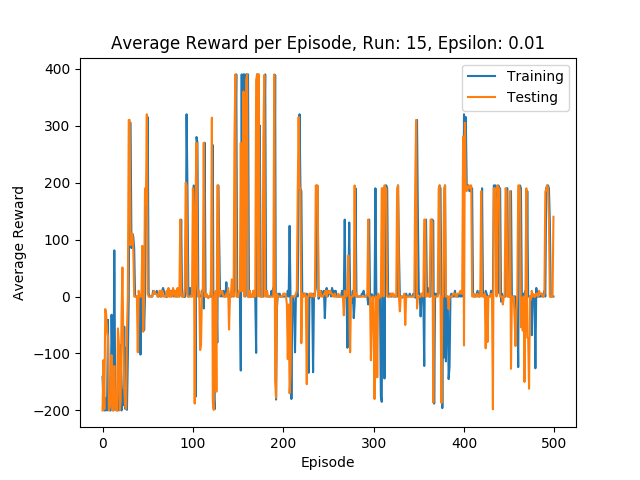 Average Reward per Episode, Run: 15, Epsilon: 0.01
Training
Testing
400
300
200
100
0
−100
−200
Average Reward
0
100
200
300
400
500
Episode